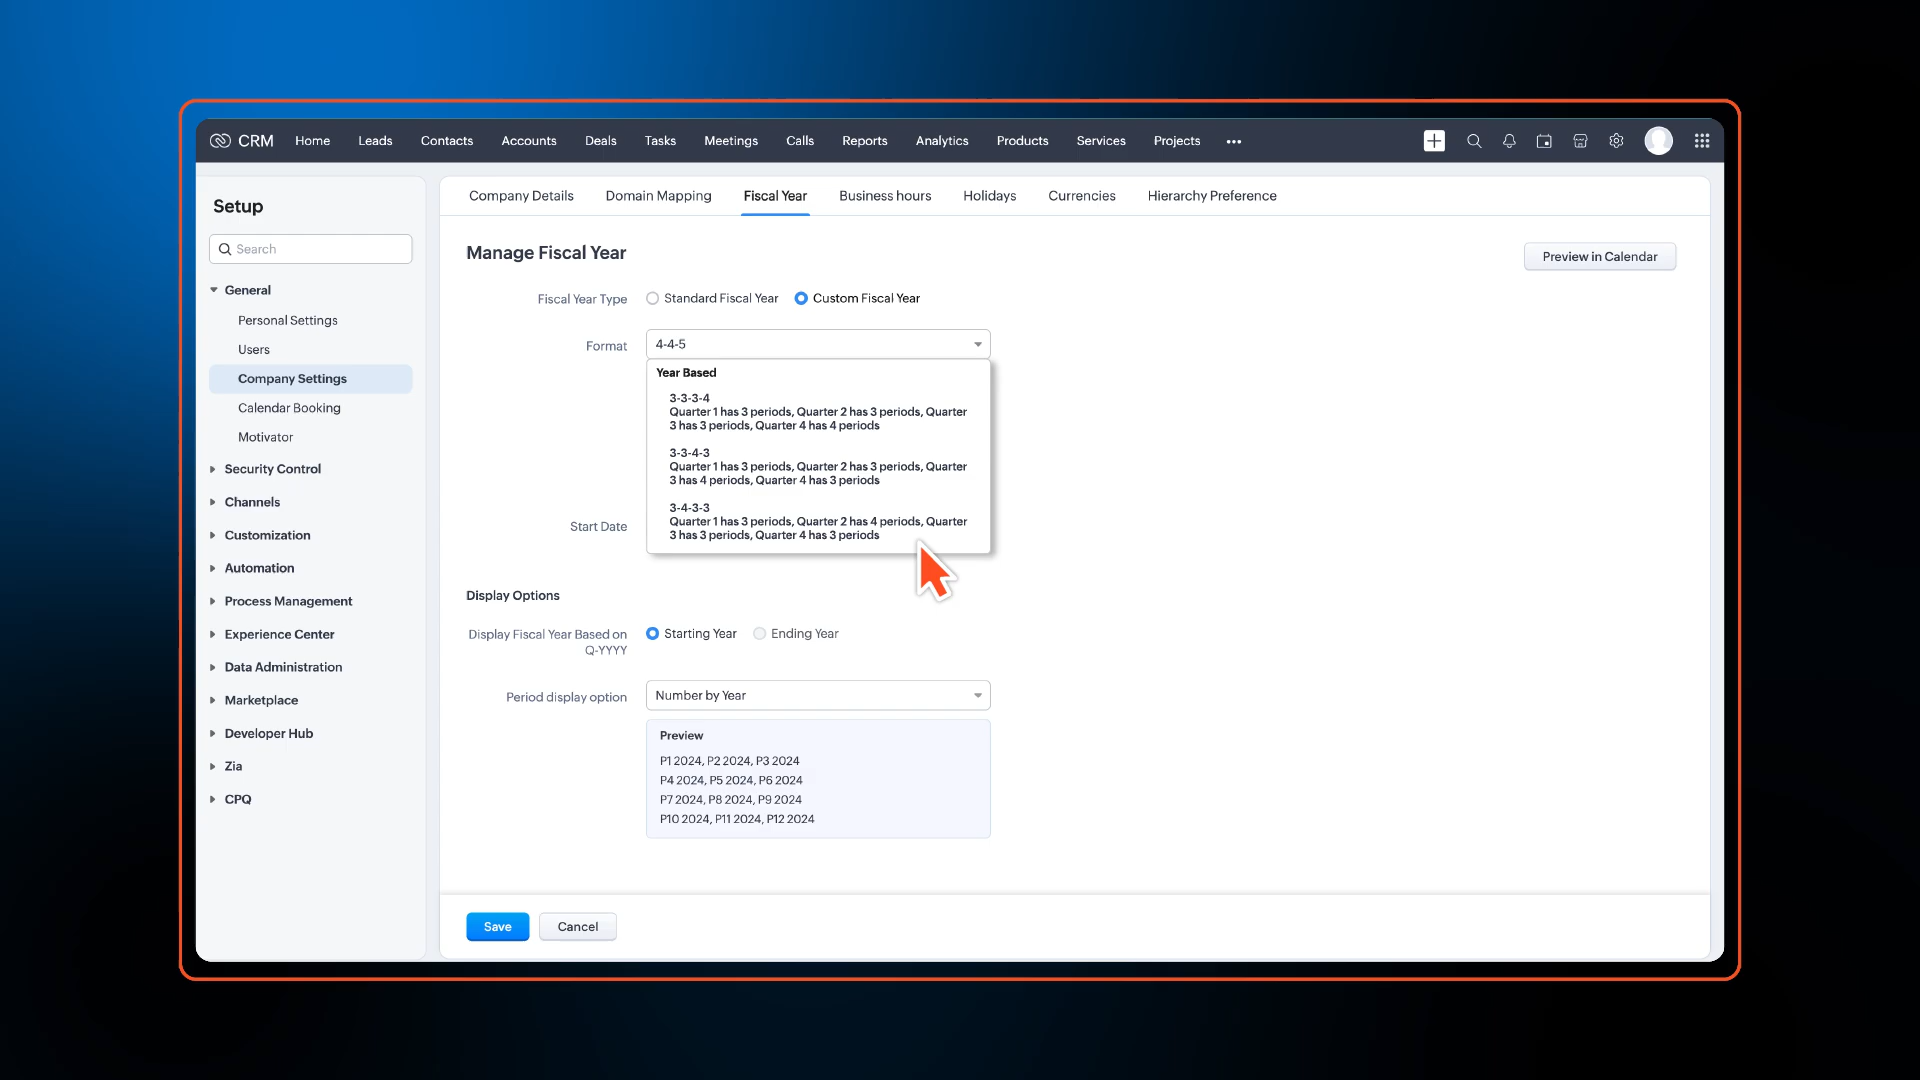 CRM Home Leads Contacts Accounts Deals Tasks Meetings Calls Reports Analytics Products Services Projects
Setup
Search
General
Personal Settings
Users
Company Settings
Calendar Booking
Motivator
Security Control
Channels
Customization
Automation
Process Management
Experience Center
Data Administration
Marketplace
Developer Hub
Zia
CPQ
Company Details Domain Mapping Fiscal Year Business hours Holidays Currencies Hierarchy Preference
Manage Fiscal Year
Preview in Calendar
Fiscal Year Type Standard Fiscal Year Custom Fiscal Year
Format 4-4-5
Year Based
3-3-3-4
Quarter 1 has 3 periods, Quarter 2 has 3 periods, Quarter
3 has 3 periods, Quarter 4 has 4 periods
3-3-4-3
Quarter 1 has 3 periods, Quarter 2 has 3 periods, Quarter
3 has 4 periods, Quarter 4 has 3 periods
3-4-3-3
Quarter 1 has 3 periods, Quarter 2 has 4 periods, Quarter
3 has 3 periods, Quarter 4 has 3 periods
Start Date
Display Options
Display Fiscal Year Based on Starting Year Ending Year
Q-YYYY
Period display option Number by Year
Preview
P1 2024, P2 2024, P3 2024
P4 2024, P5 2024, P6 2024
P7 2024, P8 2024, P9 2024
P10 2024, P11 2024, P12 2024
Save Cancel